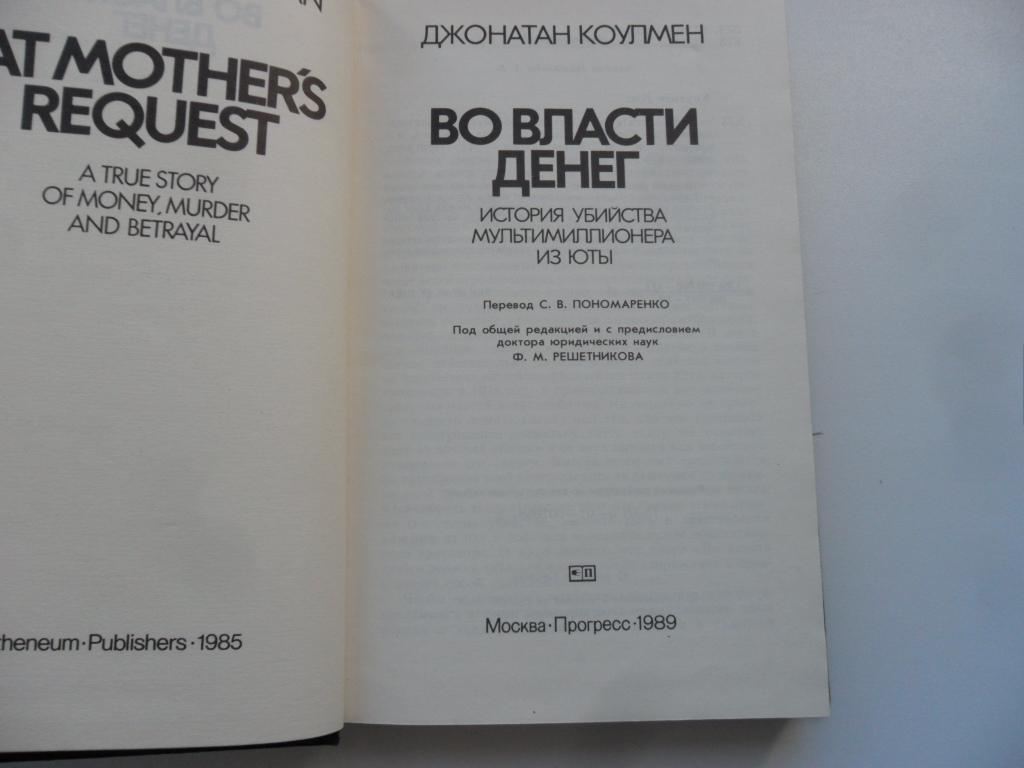 AT MOTHER'S
REQUEST
A TRUE STORY
OF MONEY, MURDER
AND BETRAYAL
theneum·Publishers·1985
ДЖОНАТАН КОУЛМЕН
ВО ВЛАСТИ
ДЕНЕГ
ИСТОРИЯ УБИЙСТВА
МУЛЬТИМИЛЛИОНЕРА
ИЗ ЮТЫ
Перевод С. В. ПОНОМАРЕНКО
Под общей редакцией и с предисловием
доктора юридических наук
Ф. М. РЕШЕТНИКОВА
П
Москва·Прогресс·1989